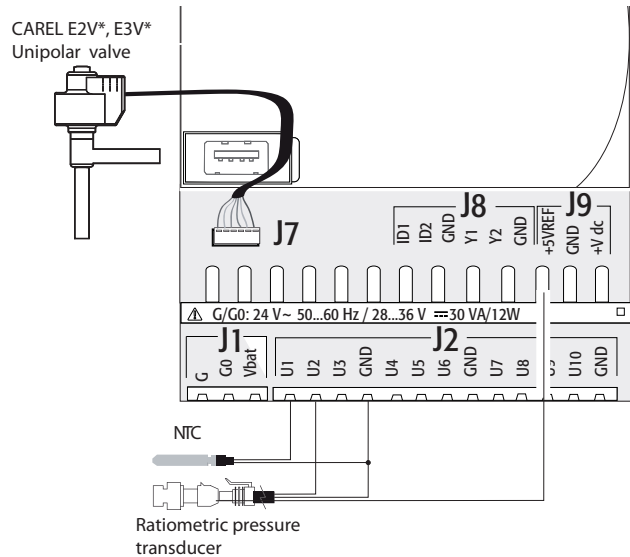 CAREL E2V*, E3V*
Unipolar valve
J7
J8
J9
ID1
ID2
GND
Y1
Y2
GND
+5VREF
GND
+V dc
⚠ G/G0: 24 V~ 50...60 Hz / 28...36 V ⎓ 30 VA/12W
J1
J2
G
G0
Vbat
U1
U2
U3
GND
U4
U5
U6
GND
U7
U8
U9
U10
GND
NTC
Ratiometric pressure
transducer